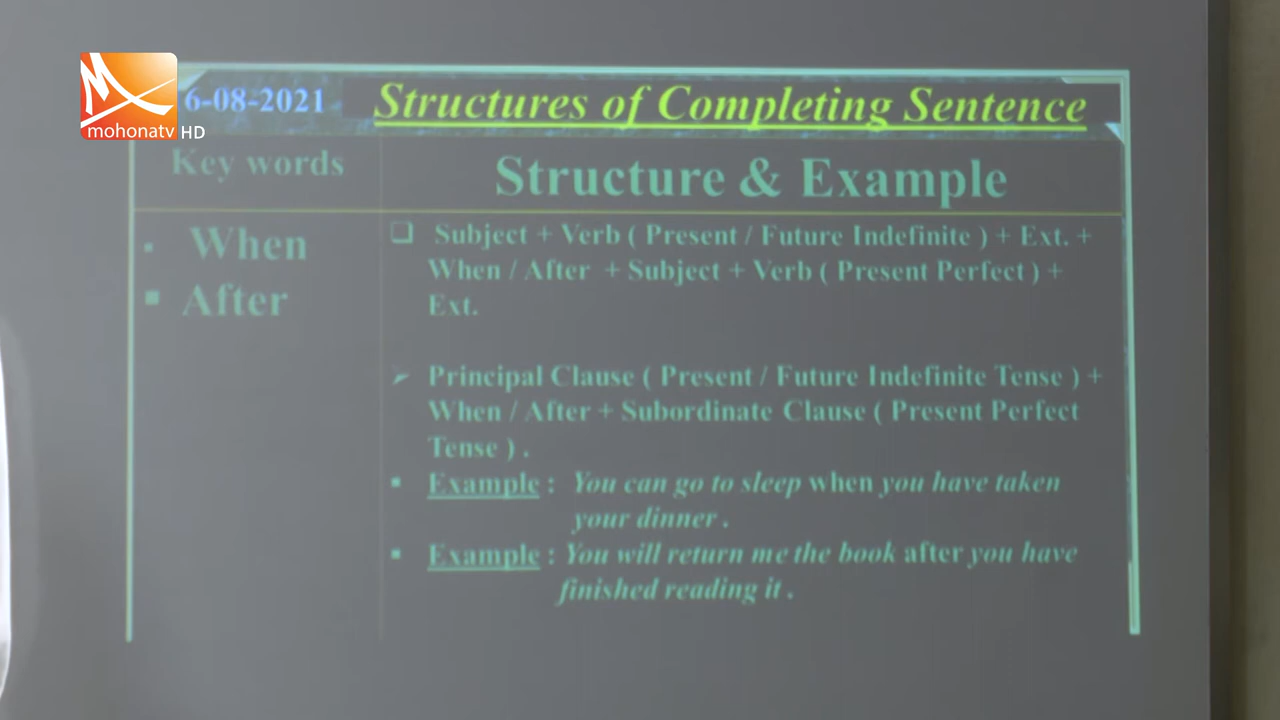 mohonatv HD
6-08-2021 Structures of Completing Sentence
Key words
Structure & Example
▪ When
▪ After
❑ Subject + Verb ( Present / Future Indefinite ) + Ext. +
When / After + Subject + Verb ( Present Perfect ) +
Ext.
➢ Principal Clause ( Present / Future Indefinite Tense ) +
When / After + Subordinate Clause ( Present Perfect
Tense ) .
▪ Example : You can go to sleep when you have taken
your dinner .
▪ Example : You will return me the book after you have
finished reading it .